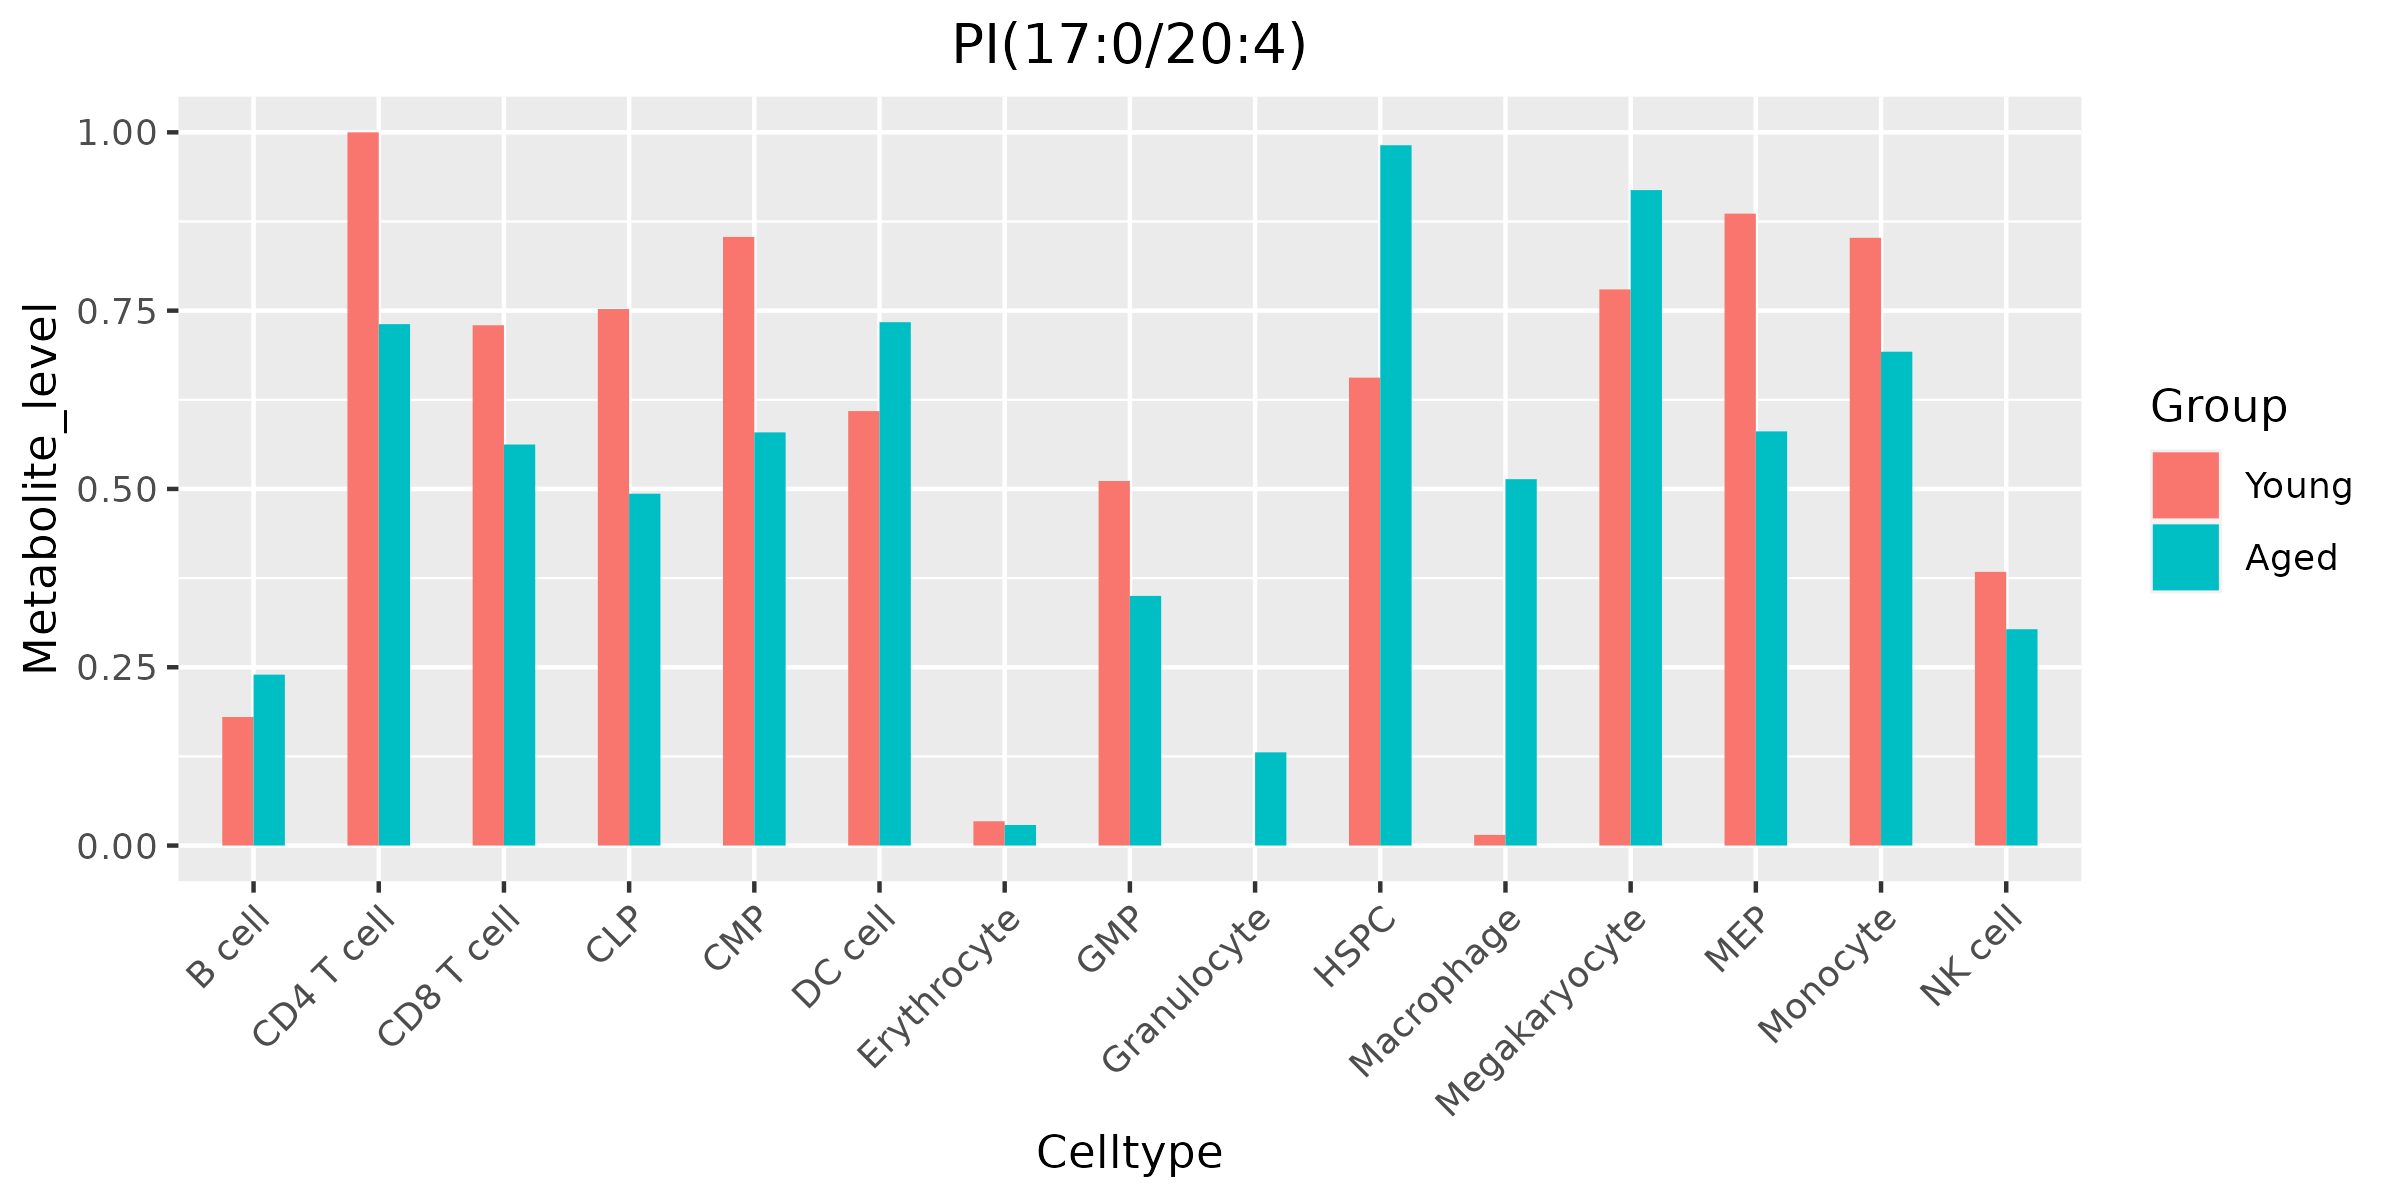 PI(17:0/20:4)
Metabolite_level
1.00
0.75
0.50
0.25
0.00
B cell
CD4 T cell
CD8 T cell
CLP
CMP
DC cell
Erythrocyte
GMP
Granulocyte
HSPC
Macrophage
Megakaryocyte
MEP
Monocyte
NK cell
Celltype
Group
Young
Aged